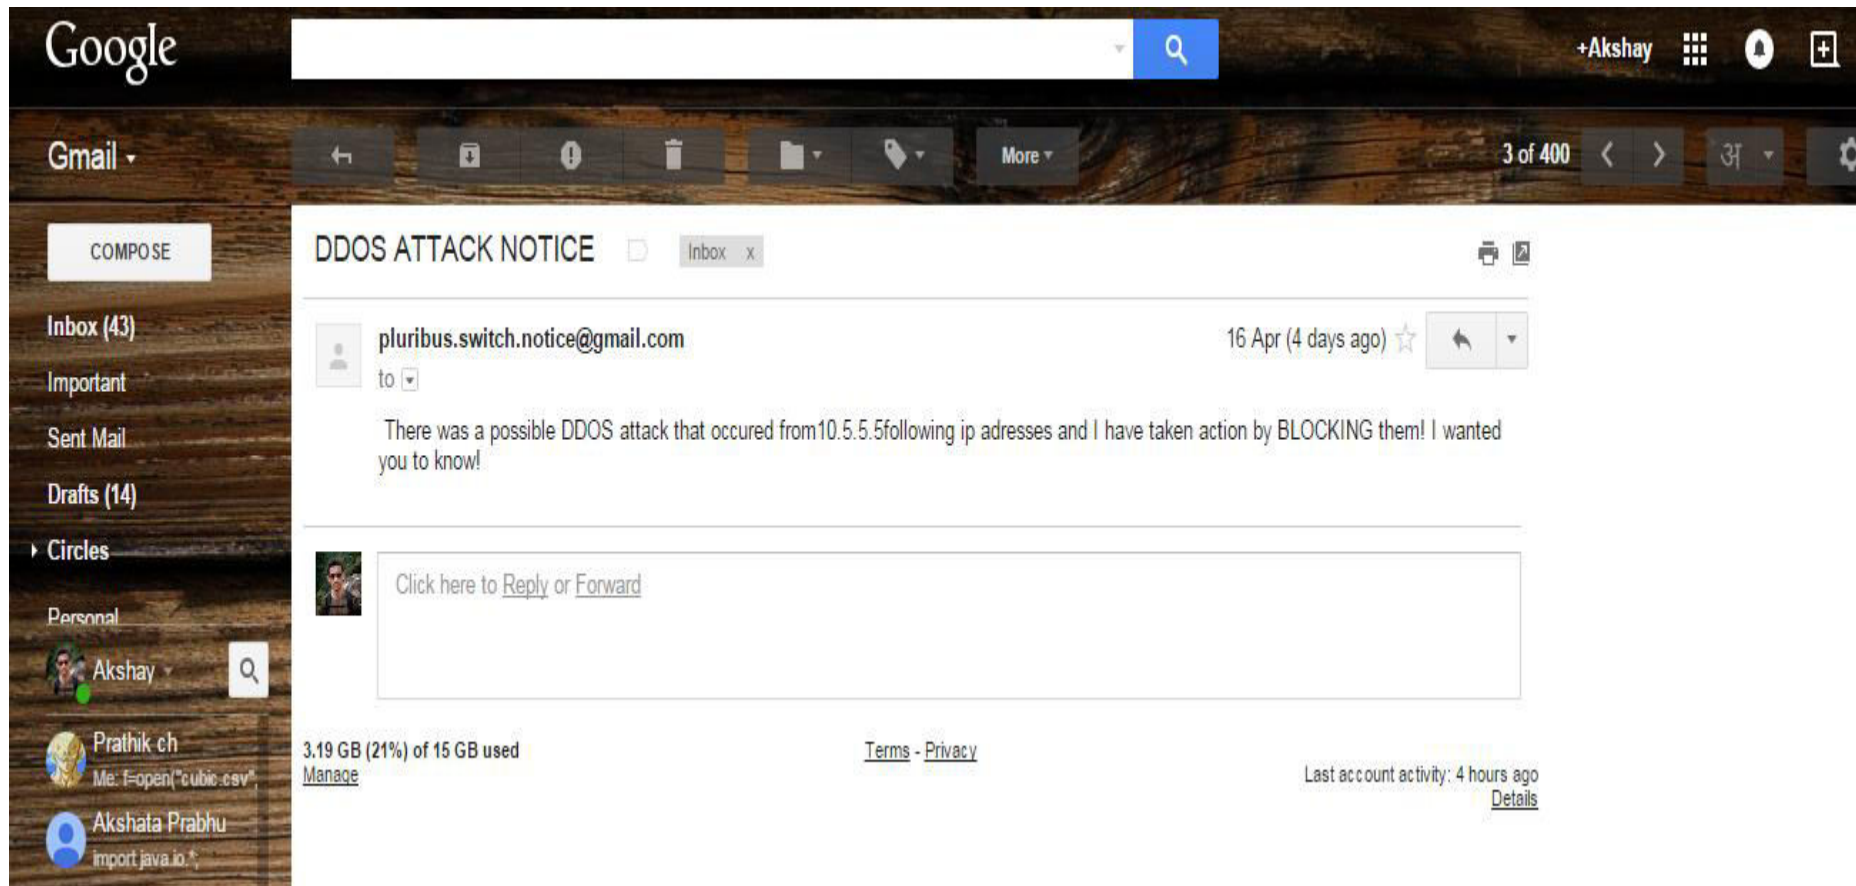 Google
+Akshay
Gmail
More
3 of 400
अ
COMPOSE
DDOS ATTACK NOTICE
Inbox x
Inbox (43)
Important
Sent Mail
Drafts (14)
Circles
Personal
Akshay
Prathik ch
Me: f=open("cubic.csv",
Akshata Prabhu
import java.io.*;
pluribus.switch.notice@gmail.com
16 Apr (4 days ago)
to
There was a possible DDOS attack that occured from10.5.5.5following ip adresses and I have taken action by BLOCKING them! I wanted
you to know!
Click here to Reply or Forward
3.19 GB (21%) of 15 GB used
Manage
Terms - Privacy
Last account activity: 4 hours ago
Details